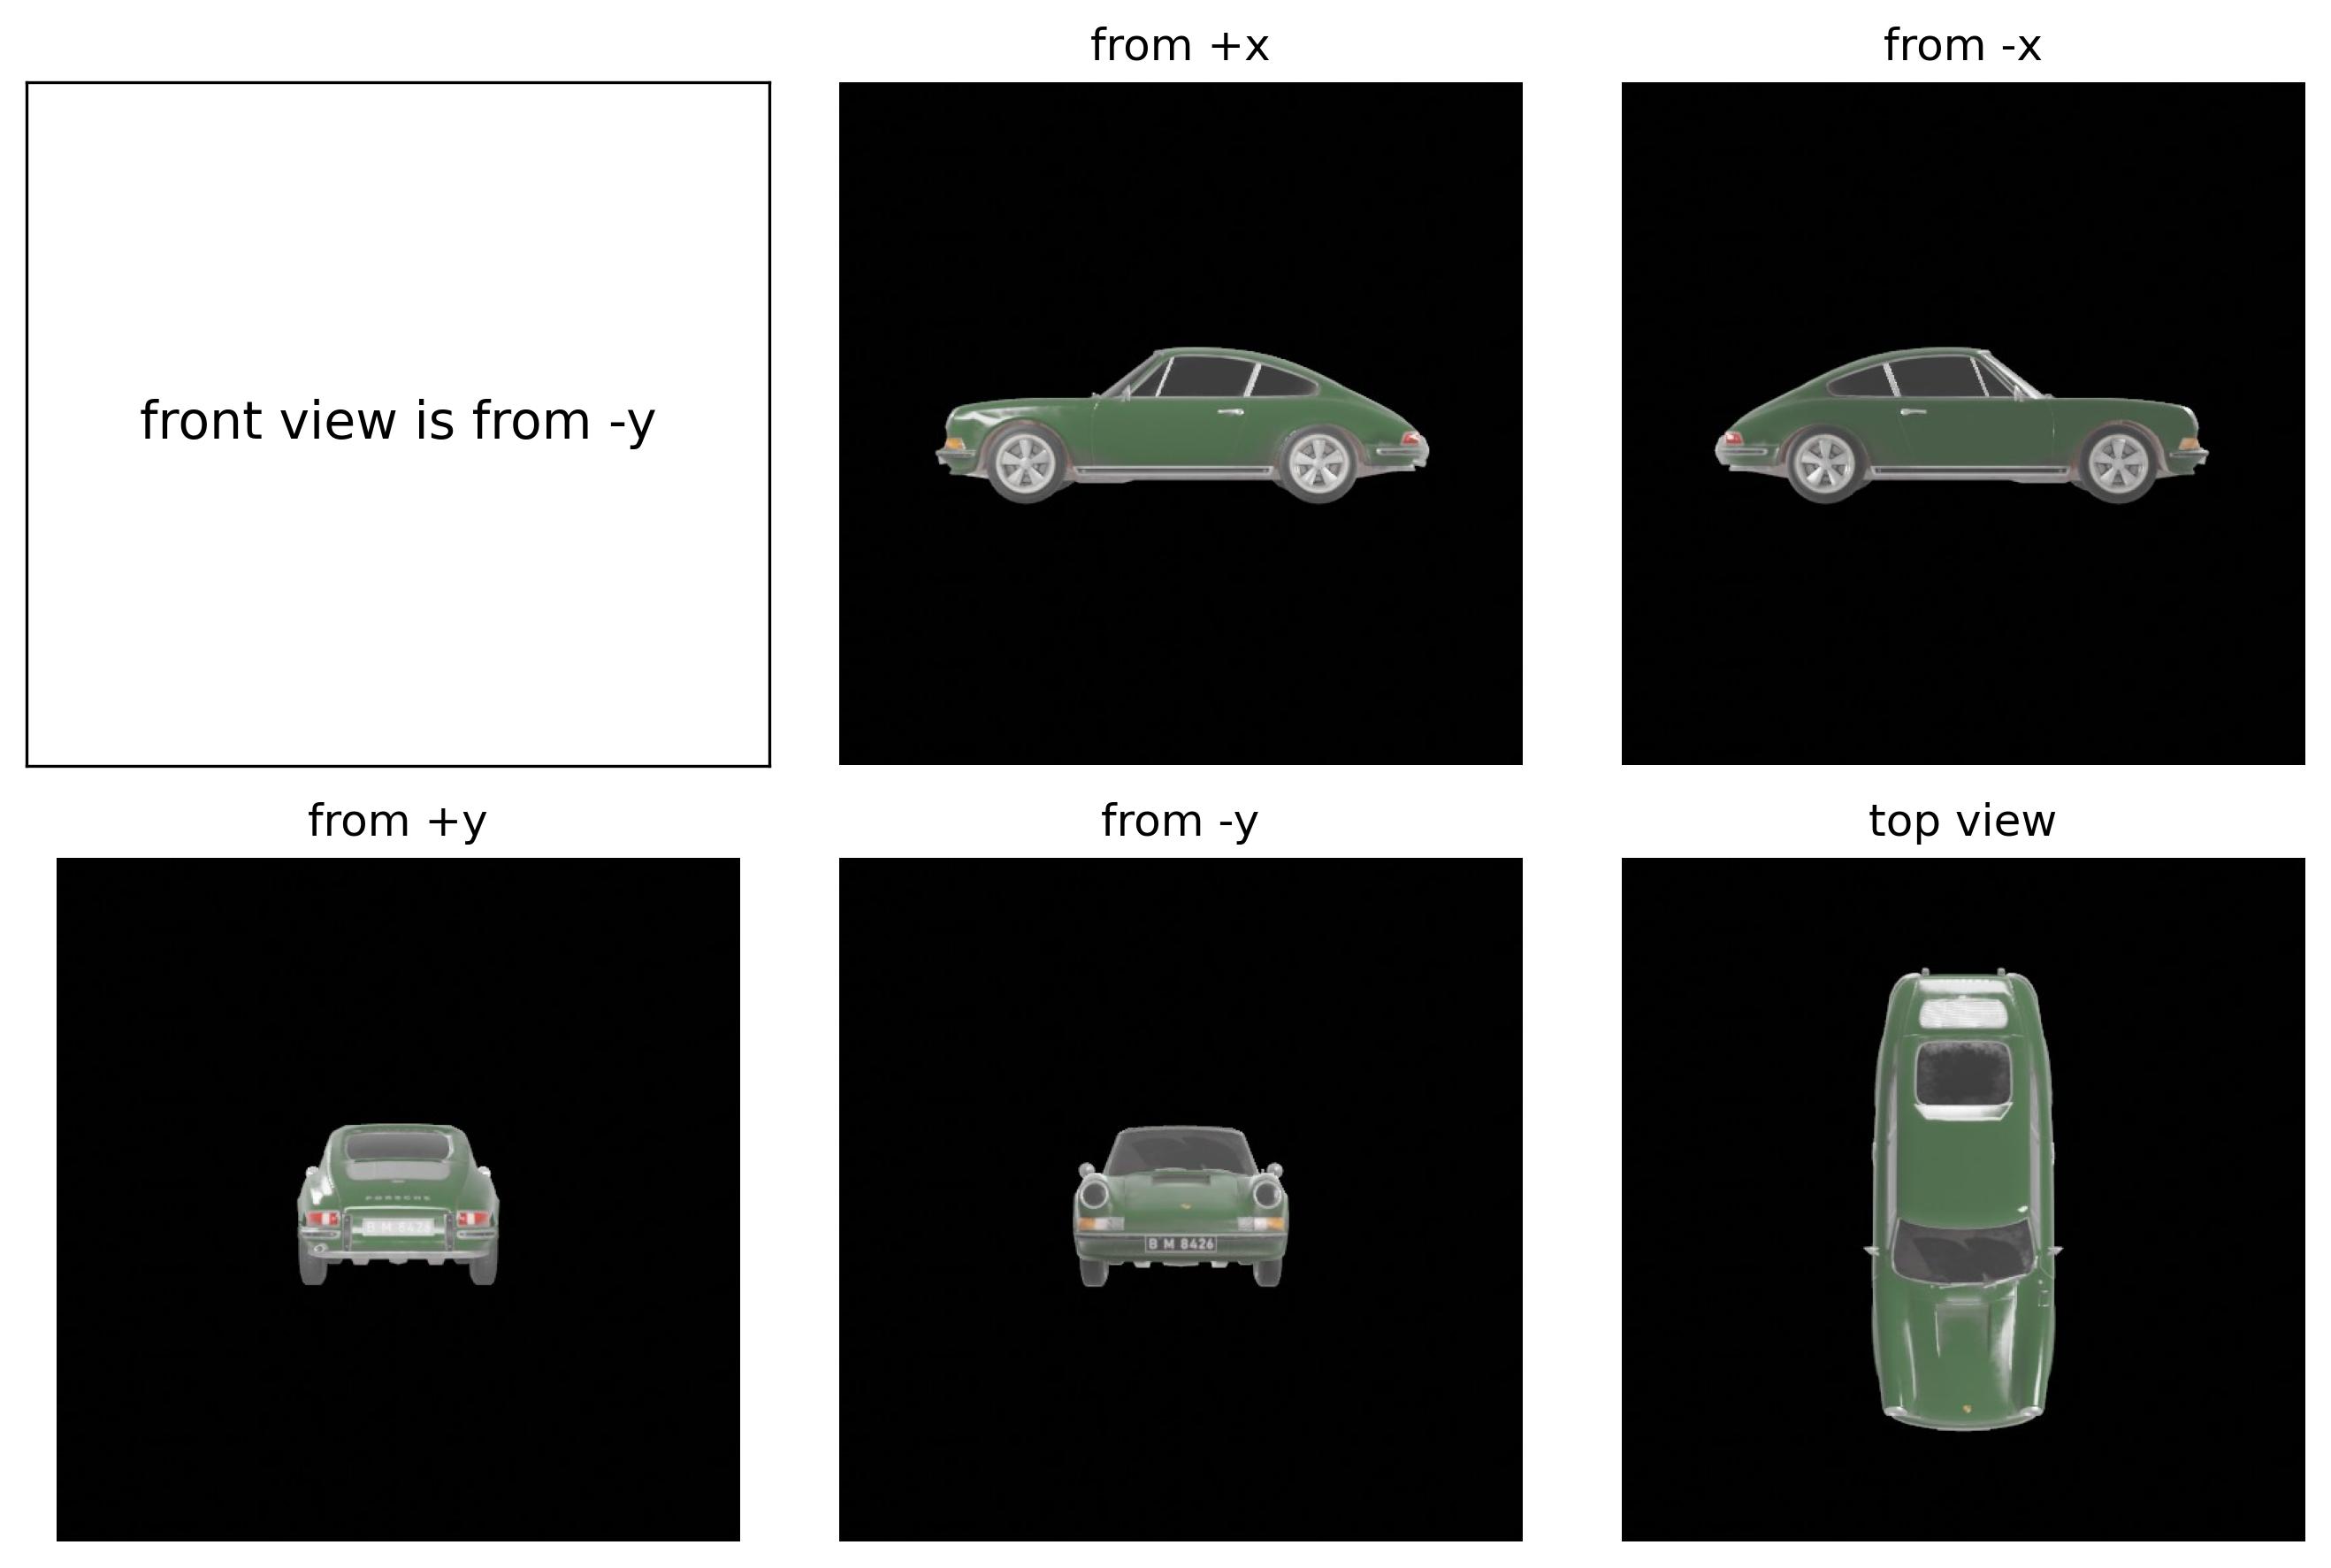 from +x
from -x
front view is from -y
from +y
from -y
top view
PORSCHE
B M 8426
B M 8426